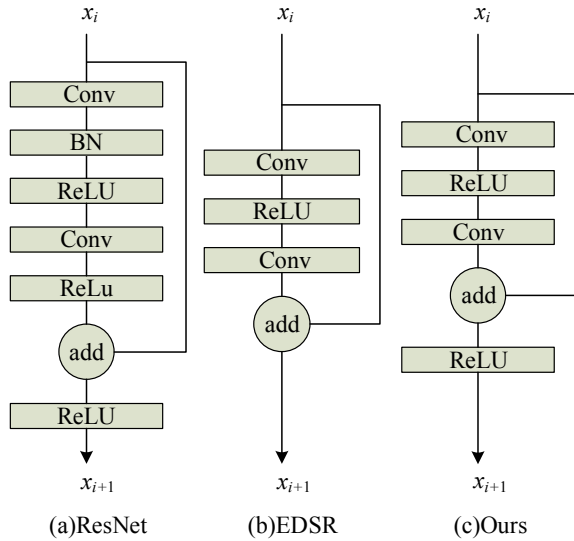 x_i
Conv
BN
ReLU
Conv
ReLu
add
ReLU
x_{i+1}
(a)ResNet
x_i
Conv
ReLU
Conv
add
x_{i+1}
(b)EDSR
x_i
Conv
ReLU
Conv
add
ReLU
x_{i+1}
(c)Ours